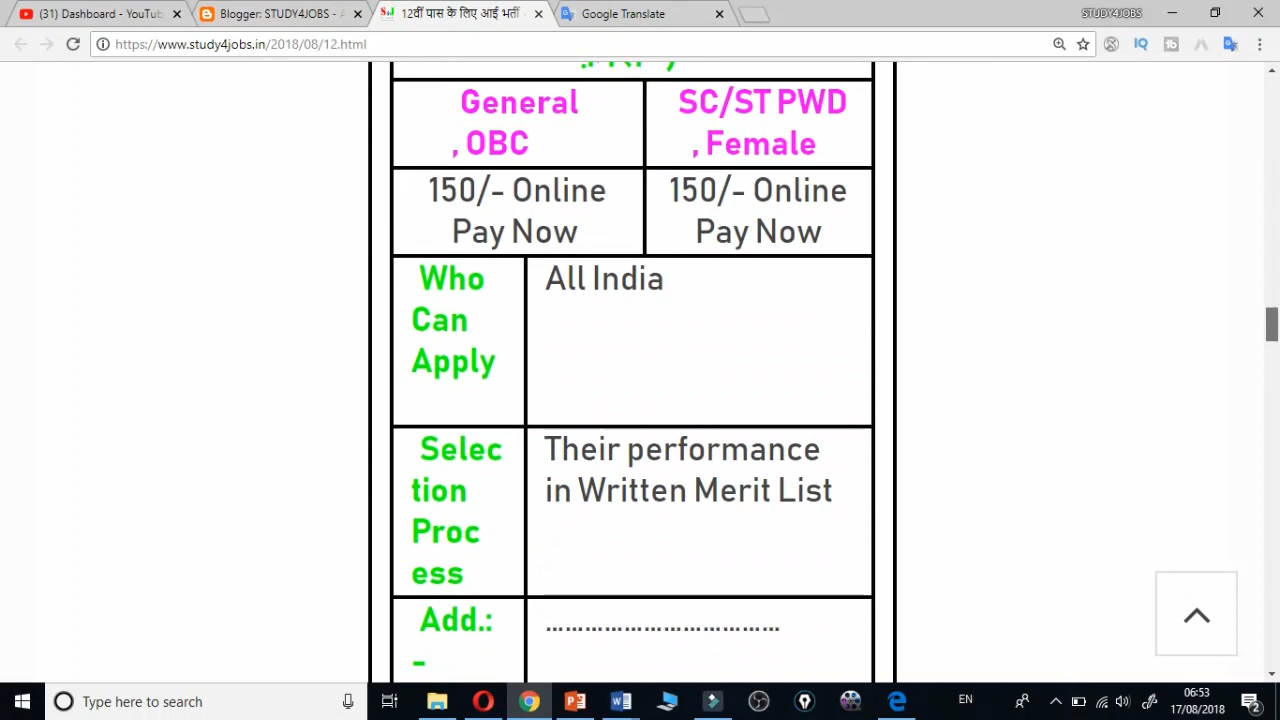 (31) Dashboard - YouTub
Blogger: STUDY4JOBS - A
12वीं पास के लिए आई भर्ती -
Google Translate
STUDY4JOBS
https://www.study4jobs.in/2018/08/12.html
General
, OBC
SC/ST PWD
, Female
150/- Online
Pay Now
150/- Online
Pay Now
Who
Can
Apply
All India
Selec
tion
Proc
ess
Their performance
in Written Merit List
Add.:
-
....................................
Type here to search
EN
06:53
17/08/2018
2